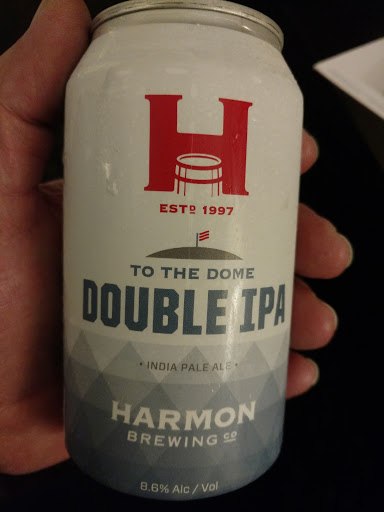 H
ESTD 1997
TO THE DOME
DOUBLE IPA
• INDIA PALE ALE •
HARMON
BREWING CO
8.6% Alc / Vol